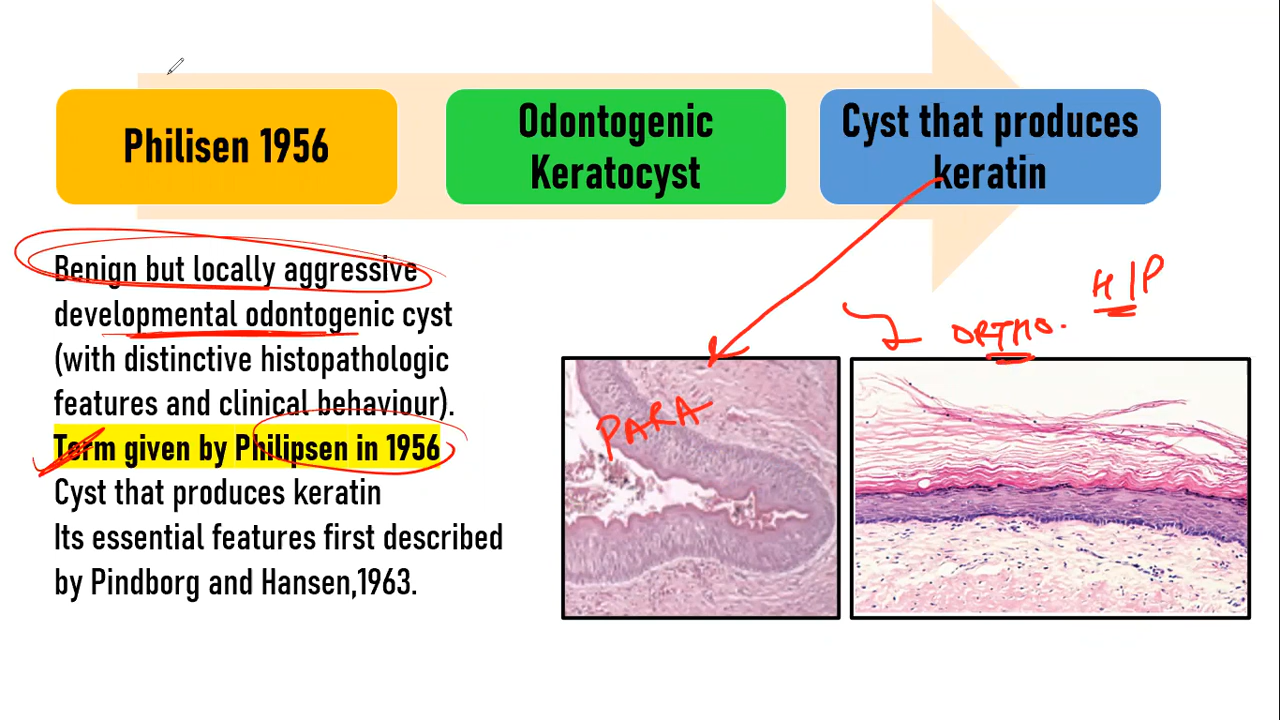 Philisen 1956
Odontogenic
Keratocyst
Cyst that produces
keratin
Benign but locally aggressive
developmental odontogenic cyst
(with distinctive histopathologic
features and clinical behaviour).
Term given by Philipsen in 1956
Cyst that produces keratin
Its essential features first described
by Pindborg and Hansen,1963.
H/P
ORTHO.
PARA